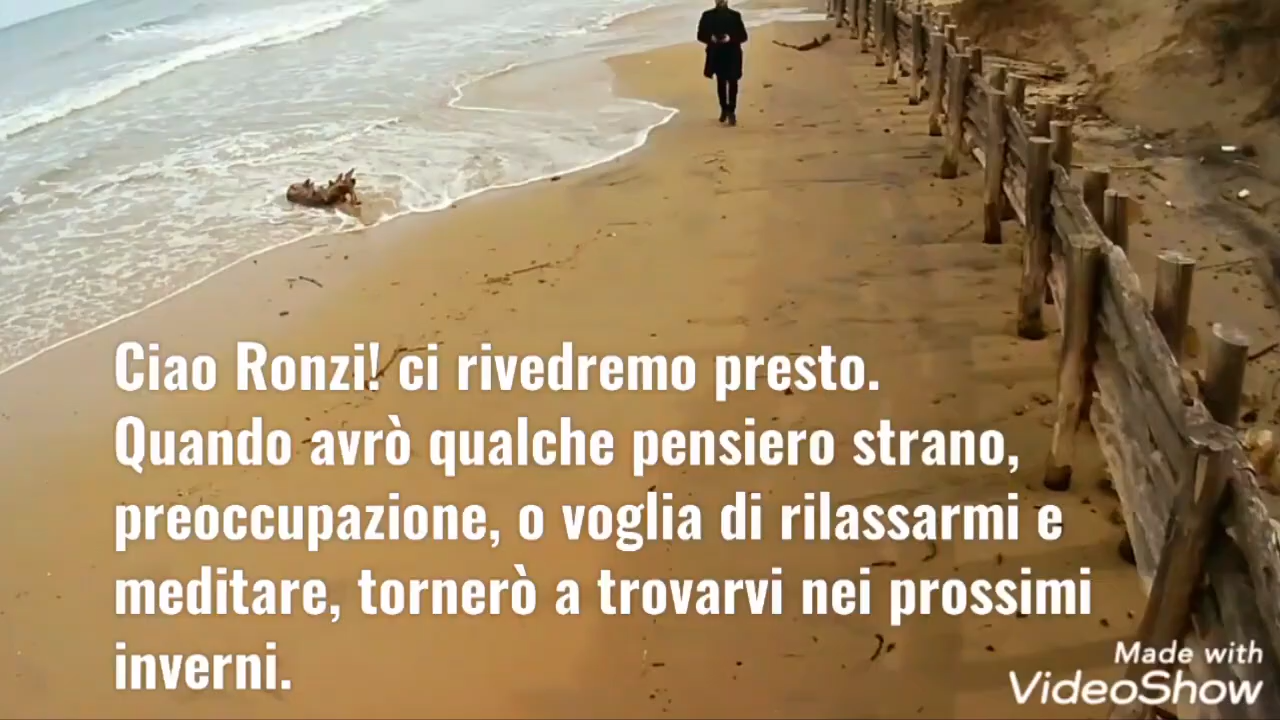 Ciao Ronzi! ci rivedremo presto.
Quando avrò qualche pensiero strano,
preoccupazione, o voglia di rilassarmi e
meditare, tornerò a trovarvi nei prossimi
inverni.
Made with
VideoShow